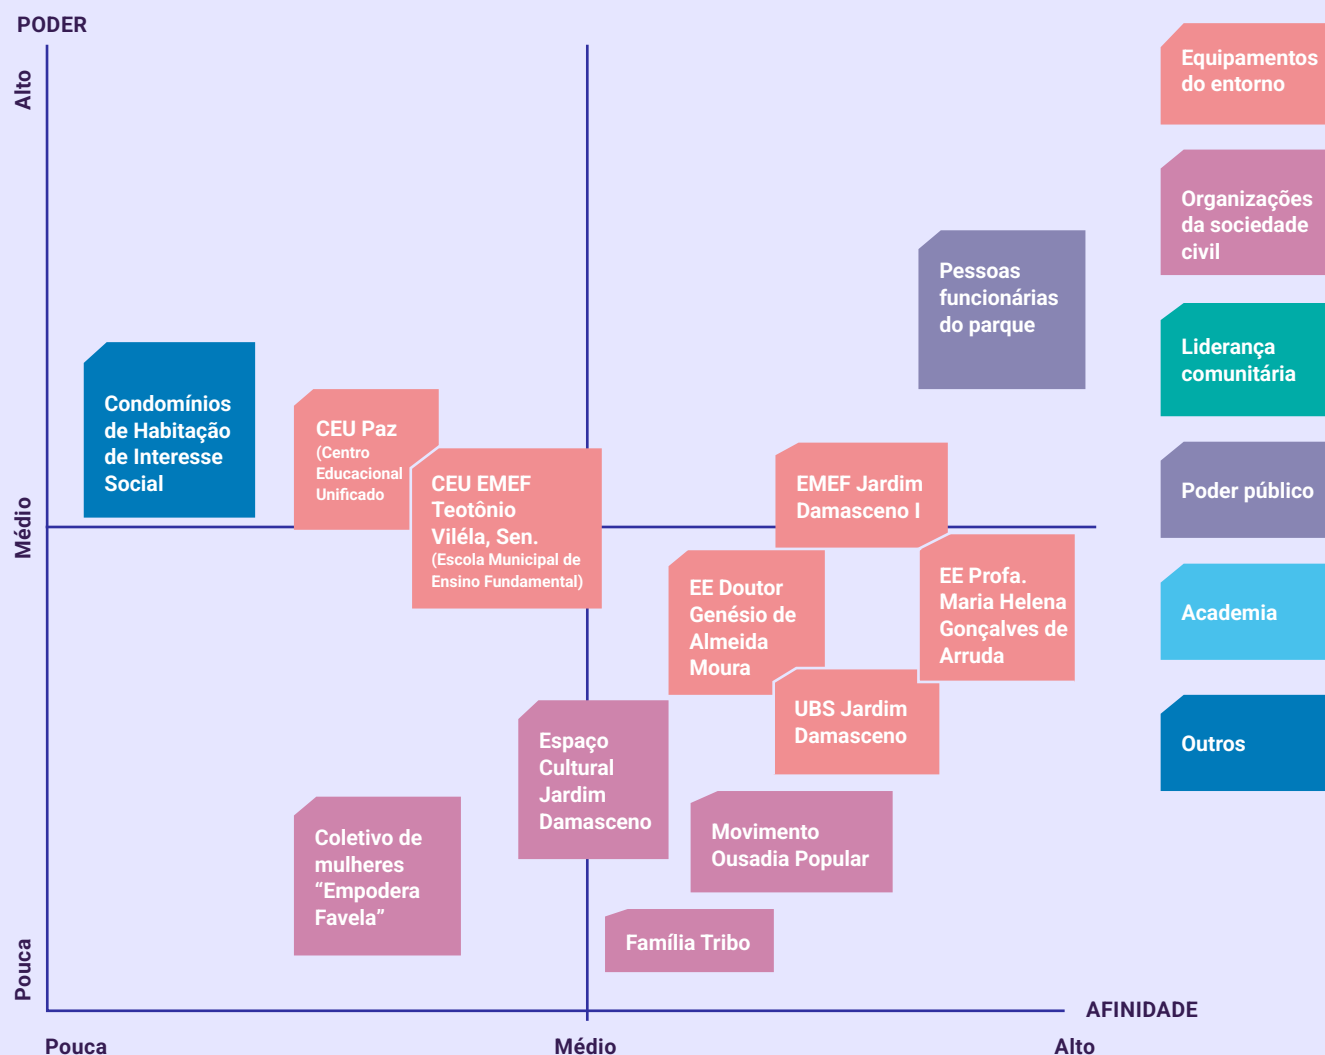 PODER
Alto
Médio
Pouca
Pouca
Médio
Alto
AFINIDADE
Condomínios
de Habitação
de Interesse
Social
CEU Paz
(Centro
Educacional
Unificado
CEU EMEF
Teotônio
Viléla, Sen.
(Escola Municipal de
Ensino Fundamental)
Pessoas
funcionárias
do parque
EMEF Jardim
Damasceno I
EE Doutor
Genésio de
Almeida
Moura
EE Profa.
Maria Helena
Gonçalves de
Arruda
UBS Jardim
Damasceno
Espaço
Cultural
Jardim
Damasceno
Coletivo de
mulheres
“Empodera
Favela”
Movimento
Ousadia Popular
Família Tribo
Equipamentos
do entorno
Organizações
da sociedade
civil
Liderança
comunitária
Poder público
Academia
Outros